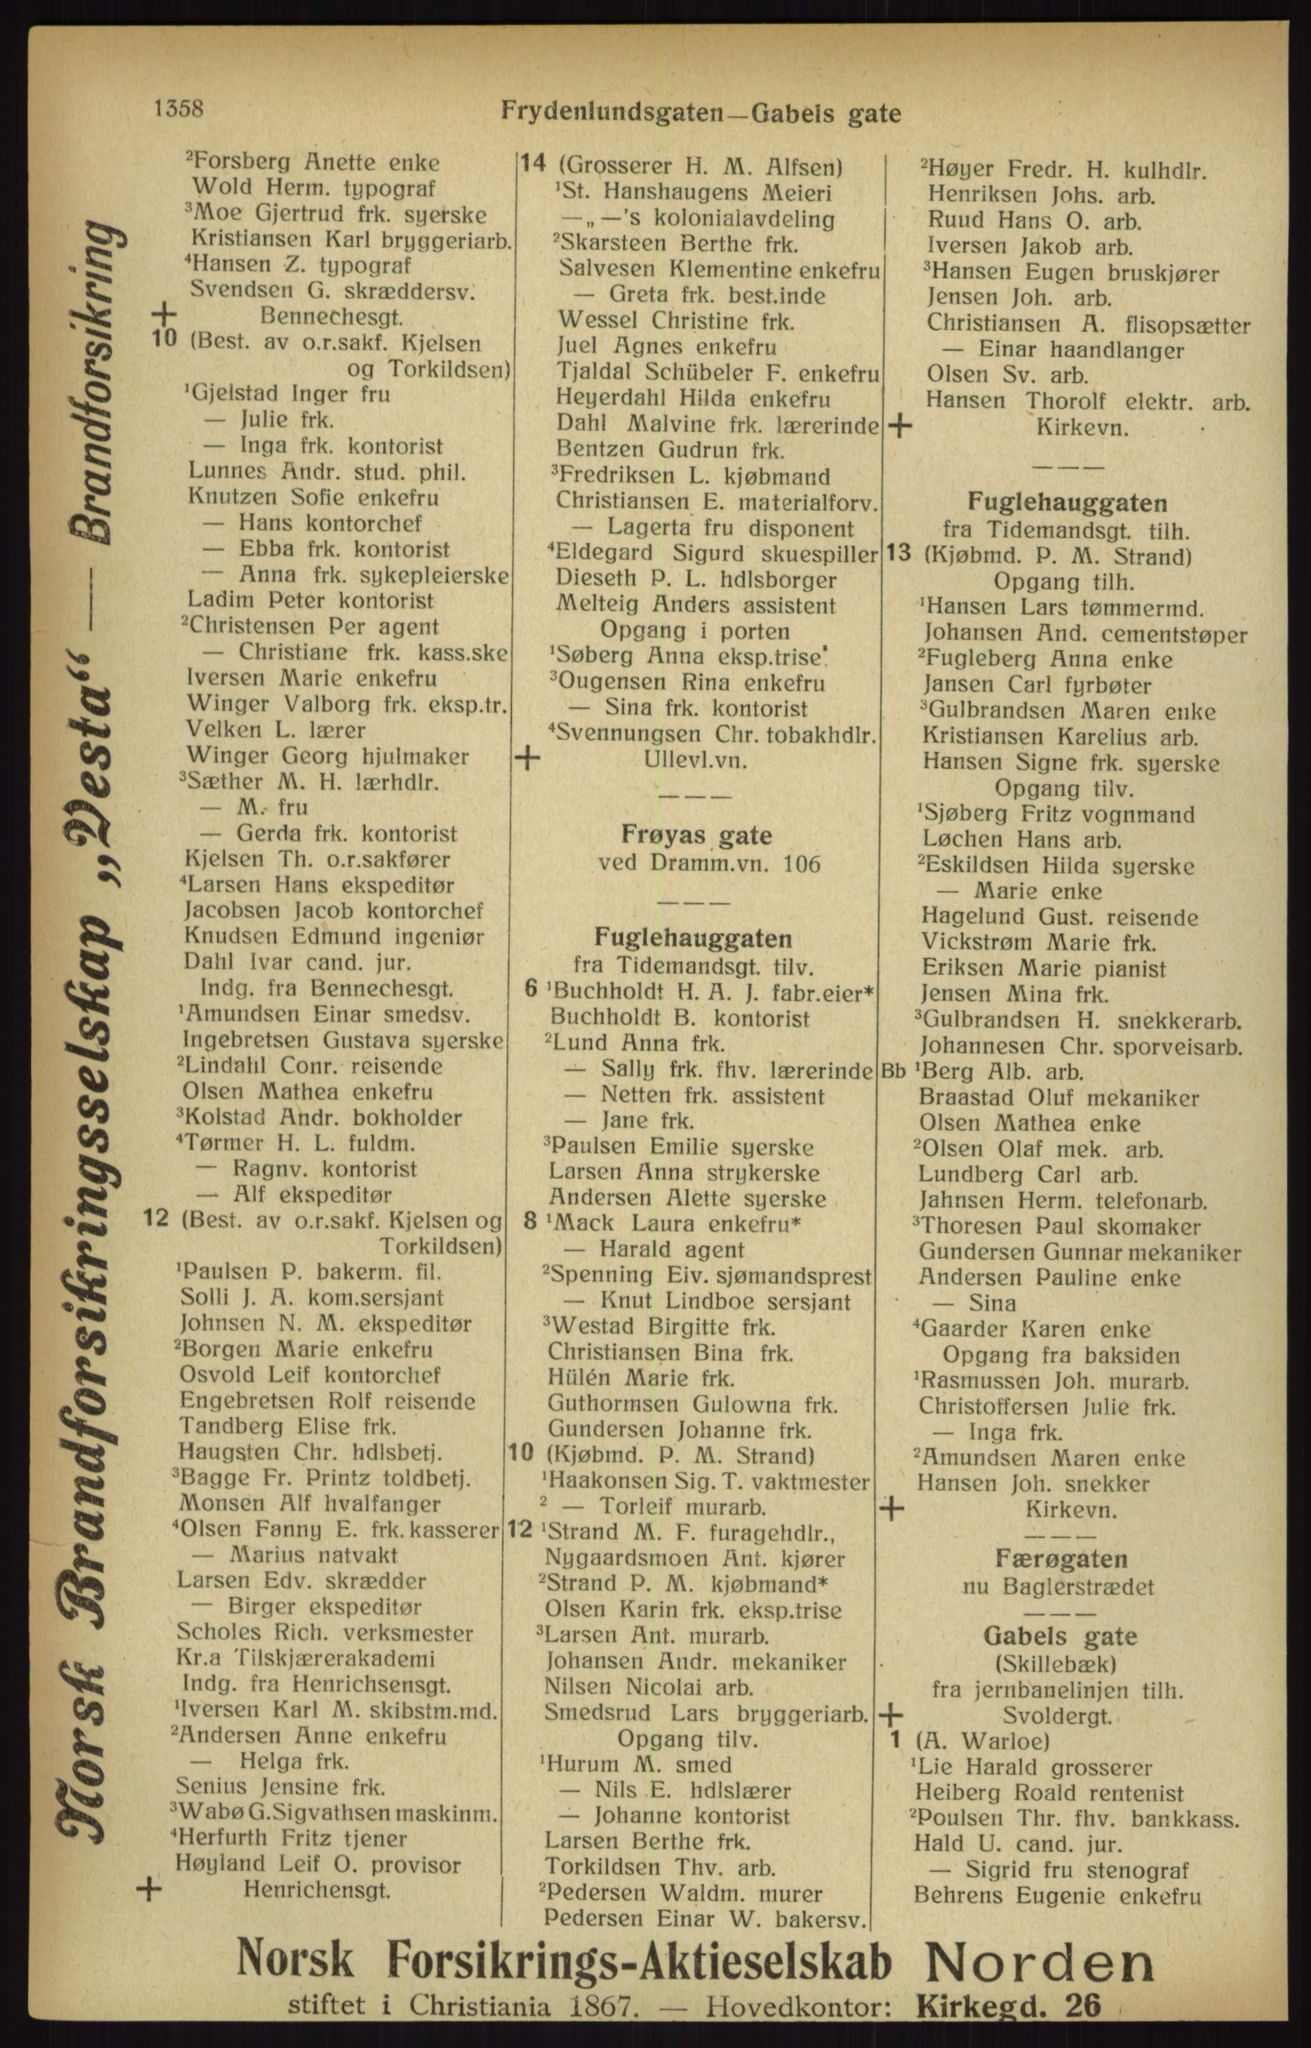 1358
Frydenlundsgaten—Gabels gate
²Forsberg Anette enke
Wold Herm. typograf
³Moe Gjertrud frk. syerske
Kristiansen Karl bryggeriarb.
⁴Hansen Z. typograf
Svendsen G. skræddersv.
+ Bennechesgt.
10 (Best. av o.r.sakf. Kjelsen
og Torkildsen)
¹Gjelstad Inger fru
— Julie frk.
— Inga frk. kontorist
Lunnes Andr. stud. phil.
Knutzen Sofie enkefru
— Hans kontorchef
— Ebba frk. kontorist
— Anna frk. sykepleierske
Ladim Peter kontorist
²Christensen Per agent
— Christiane frk. kass.ske
Iversen Marie enkefru
Winger Valborg frk. eksp.tr.
Velken L. lærer
Winger Georg hjulmaker
³Sæther M. H. lærhdlr.
— M. fru
— Gerda frk. kontorist
Kjelsen Th. o.r.sakfører
⁴Larsen Hans ekspeditør
Jacobsen Jacob kontorchef
Knudsen Edmund ingeniør
Dahl Ivar cand. jur.
Indg. fra Bennechesgt.
¹Amundsen Einar smedsv.
Ingebretsen Gustava syerske
²Lindahl Conr. reisende
Olsen Mathea enkefru
³Kolstad Andr. bokholder
⁴Tørmer H. L. fuldm.
— Ragnv. kontorist
— Alf ekspeditør
12 (Best. av o.r.sakf. Kjelsen og
Torkildsen)
¹Paulsen P. bakerm. fil.
Solli J. A. kom.sersjant
Johnsen N. M. ekspeditør
²Borgen Marie enkefru
Osvold Leif kontorchef
Engebretsen Rolf reisende
Tandberg Elise frk.
Haugsten Chr. hdlsbetj.
³Bagge Fr. Printz toldbetj.
Monsen Alf hvalfanger
⁴Olsen Fanny E. frk. kasserer
— Marius natvakt
Larsen Edv. skrædder
— Birger ekspeditør
Scholes Rich. verksmester
Kr.a Tilskjærerakademi
Indg. fra Henrichsensgt.
¹Iversen Karl M. skibstm.md.
²Andersen Anne enkefru
— Helga frk.
Senius Jensine frk.
³Wabø G. Sigvathsen maskinm.
⁴Herfurth Fritz tjener
Høyland Leif O. provisor
+ Henrichensgt.
14 (Grosserer H. M. Alfsen)
¹St. Hanshaugens Meieri
—„—'s kolonialavdeling
²Skarsteen Berthe frk.
Salvesen Klementine enkefru
— Greta frk. best.inde
Wessel Christine frk.
Juel Agnes enkefru
Tjaldal Schübeler F. enkefru
Heyerdahl Hilda enkefru
Dahl Malvine frk. lærerinde
Bentzen Gudrun frk.
³Fredriksen L. kjøbmand
Christiansen E. materialforv.
— Lagerta fru disponent
⁴Eldegard Sigurd skuespiller
Dieseth P. L. hdlsborger
Melteig Anders assistent
Opgang i porten
¹Søberg Anna eksp.trise
³Ougensen Rina enkefru
— Sina frk. kontorist
⁴Svennungsen Chr. tobakhdlr.
+ Ullevl.vn.
— — —
Frøyas gate
ved Dramm.vn. 106
— — —
Fuglehauggaten
fra Tidemandsgt. tilv.
6 ¹Buchholdt H. A. J. fabr.eier*
Buchholdt B. kontorist
²Lund Anna frk.
— Sally frk. fhv. lærerinde
— Netten frk. assistent
— Jane frk.
³Paulsen Emilie syerske
Larsen Anna strykerske
Andersen Alette syerske
8 ¹Mack Laura enkefru*
— Harald agent
²Spenning Eiv. sjømandsprest
— Knut Lindboe sersjant
³Westad Birgitte frk.
Christiansen Bina frk.
Hülén Marie frk.
Guthormsen Gulowna frk.
Gundersen Johanne frk.
10 (Kjøbmd. P. M. Strand)
¹Haakonsen Sig. T. vaktmester
² — Torleif murarb.
12 ¹Strand M. F. furagehdlr.,
Nygaardsmoen Ant. kjører
²Strand P. M. kjøbmand*
Olsen Karin frk. eksp.trise
³Larsen Ant. murarb.
Johansen Andr. mekaniker
Nilsen Nicolai arb.
Smedsrud Lars bryggeriarb.
Opgang tilv.
¹Hurum M. smed
— Nils E. hdlslærer
— Johanne kontorist
Larsen Berthe frk.
Torkildsen Thv. arb.
²Pedersen Waldm. murer
Pedersen Einar W. bakersv.
²Høyer Fredr. H. kulhdlr.
Henriksen Johs. arb.
Ruud Hans O. arb.
Iversen Jakob arb.
³Hansen Eugen bruskjører
Jensen Joh. arb.
Christiansen A. flisopsætter
— Einar haandlanger
Olsen Sv. arb.
Hansen Thorolf elektr. arb.
+ Kirkevn.
— — —
Fuglehauggaten
fra Tidemandsgt. tilh.
13 (Kjøbmd. P. M. Strand)
Opgang tilh.
¹Hansen Lars tømmermd.
Johansen And. cementstøper
²Fugleberg Anna enke
Jansen Carl fyrbøter
³Gulbrandsen Maren enke
Kristiansen Karelius arb.
Hansen Signe frk. syerske
Opgang tilv.
¹Sjøberg Fritz vognmand
Løchen Hans arb.
²Eskildsen Hilda syerske
— Marie enke
Hagelund Gust. reisende
Vickstrøm Marie frk.
Eriksen Marie pianist
Jensen Mina frk.
³Gulbrandsen H. snekkerarb.
Johannesen Chr. sporveisarb.
Bb ¹Berg Alb. arb.
Braastad Oluf mekaniker
Olsen Mathea enke
²Olsen Olaf mek. arb.
Lundberg Carl arb.
Jahnsen Herm. telefonarb.
³Thoresen Paul skomaker
Gundersen Gunnar mekaniker
Andersen Pauline enke
— Sina
⁴Gaarder Karen enke
Opgang fra baksiden
¹Rasmussen Joh. murarb.
Christoffersen Julie frk.
— Inga frk.
²Amundsen Maren enke
Hansen Joh. snekker
+ Kirkevn.
— — —
Færøgaten
nu Baglerstrædet
— — —
Gabels gate
(Skillebæk)
fra jernbanelinjen tilh.
+ Svoldergt.
1 (A. Warloe)
¹Lie Harald grosserer
Heiberg Roald rentenist
²Poulsen Thr. fhv. bankkass.
Hald U. cand. jur.
— Sigrid fru stenograf
Behrens Eugenie enkefru
Norsk Brandforsikringsselskap „Vesta“ — Brandforsikring
Norsk Forsikrings-Aktieselskab Norden
stiftet i Christiania 1867. — Hovedkontor: Kirkegd. 26